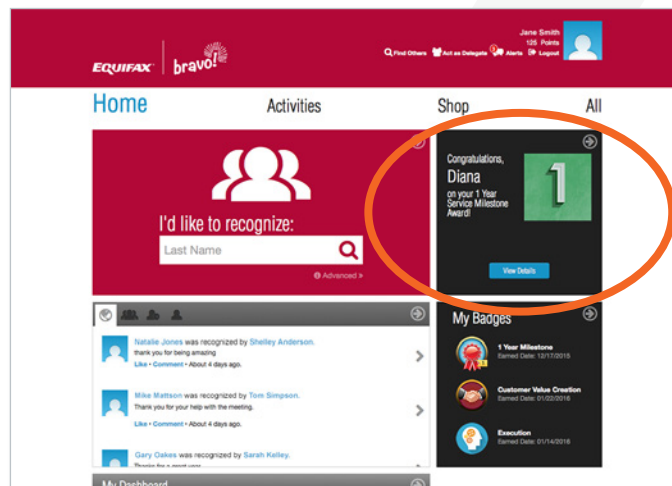 Jane Smith
125 Points
Find Others Act as Delegate Alerts Logout
EQUIFAX bravo!
Home Activities Shop All
I'd like to recognize:
Last Name
Advanced »
Congratulations,
Diana
on your 1 Year
Service Milestone
Award!
1
View Details
Natalie Jones was recognized by Shelley Anderson.
thank you for being amazing
Like • Comment • About 4 days ago.
Mike Mattson was recognized by Tom Simpson.
Thank you for your help with the meeting.
Like • Comment • About 4 days ago.
Gary Oakes was recognized by Sarah Kelley.
Thanks for a great year
My Badges
1 Year Milestone
Earned Date: 12/17/2015
Customer Value Creation
Earned Date: 01/22/2016
Execution
Earned Date: 01/14/2016
My Dashboard